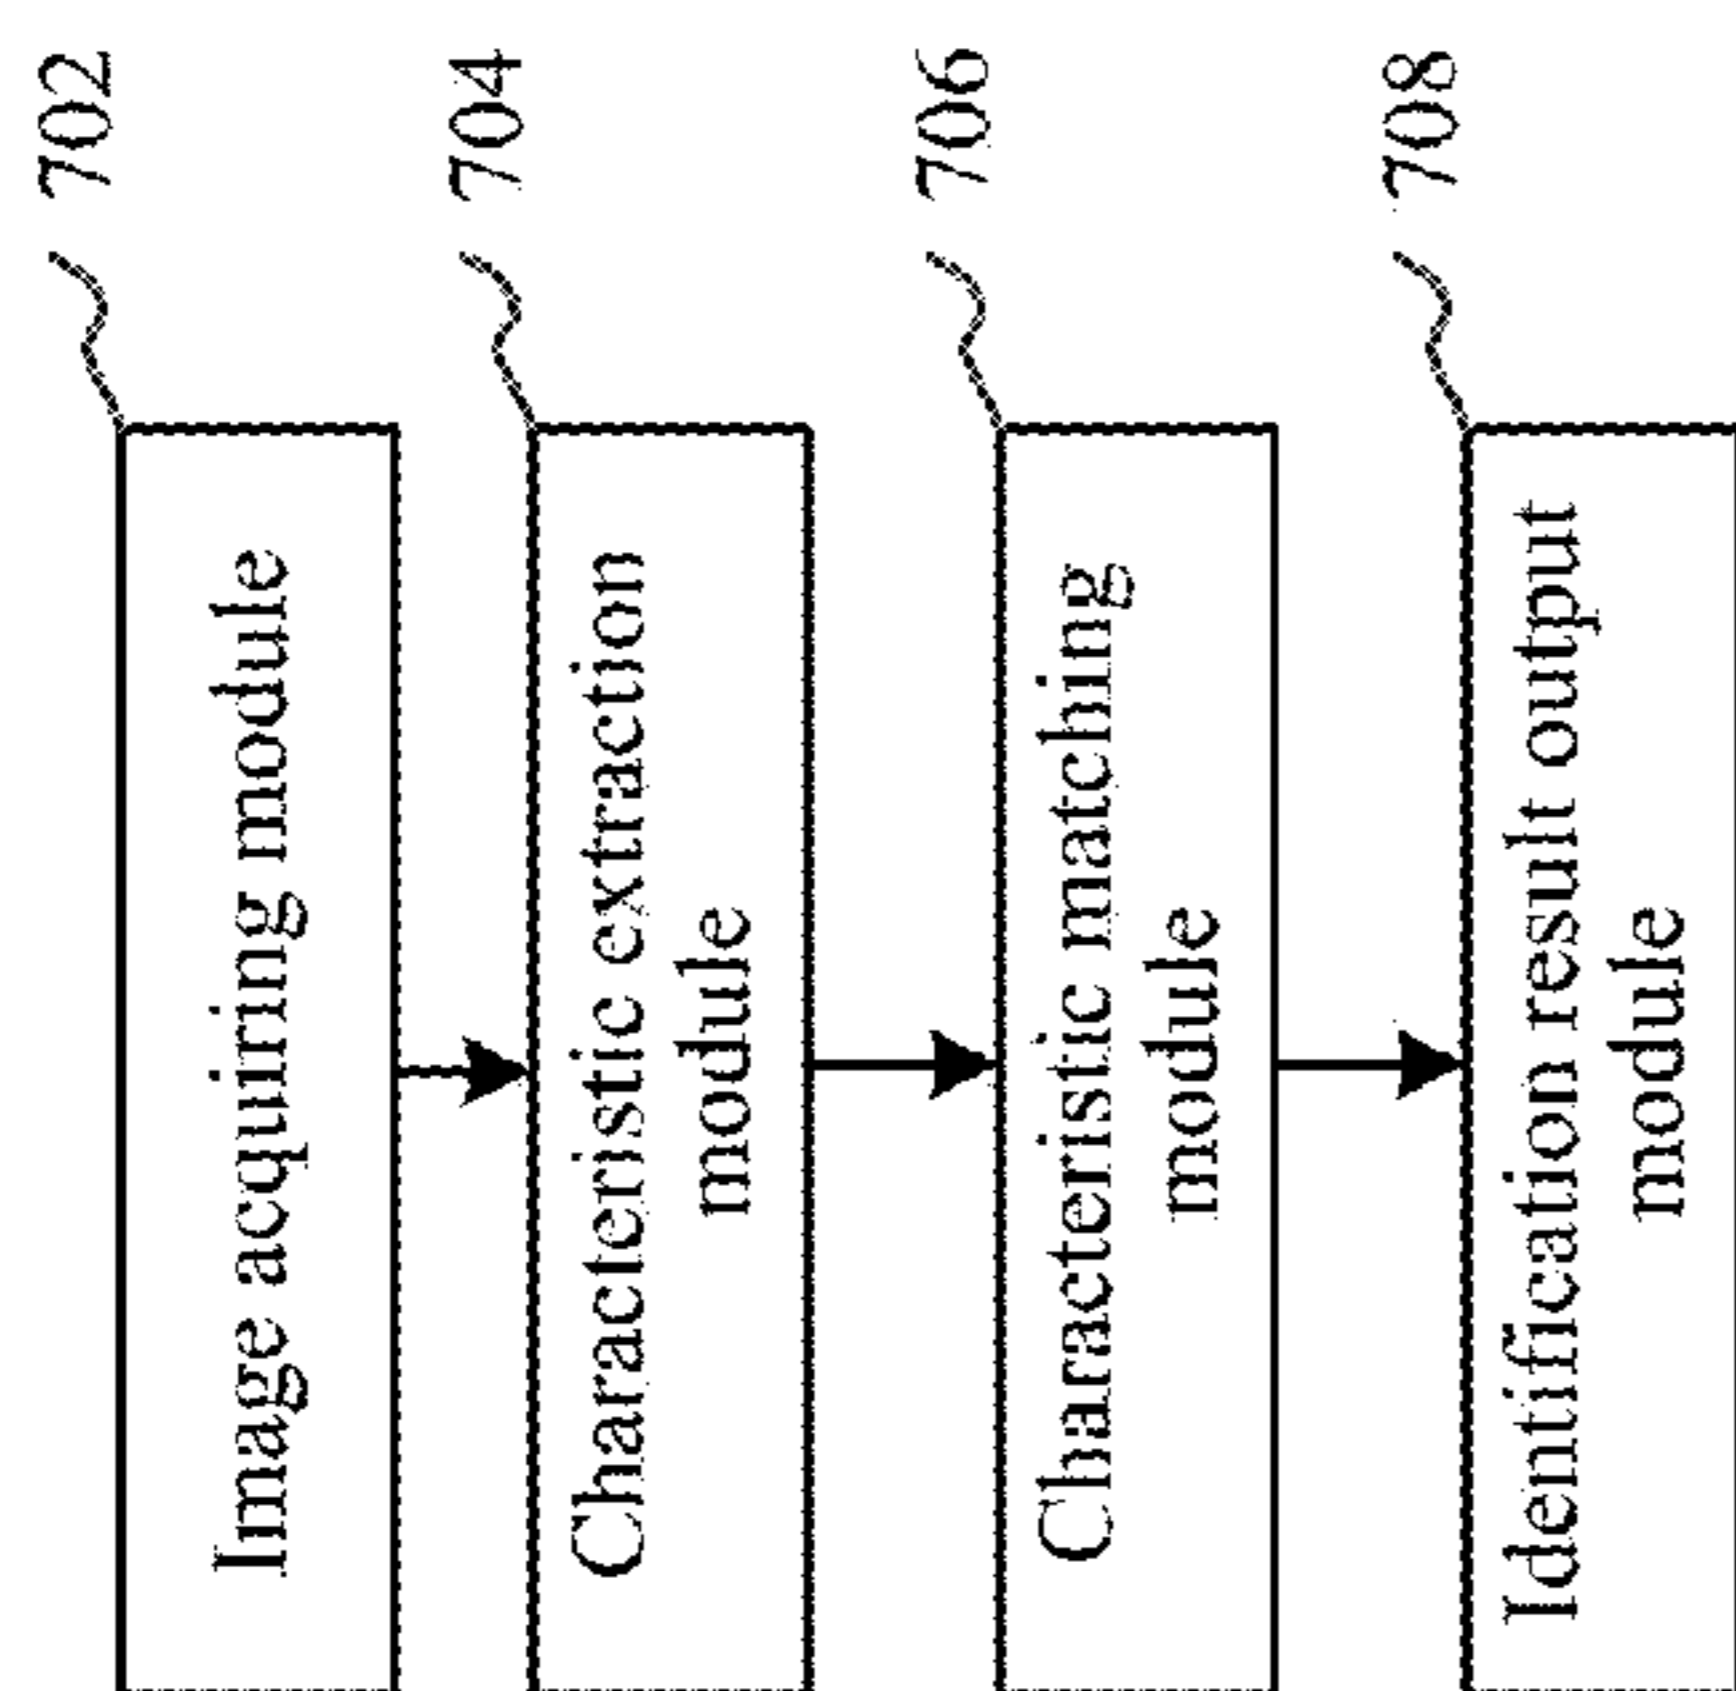 Image acquiring module
702
Characteristic extraction
module
704
Characteristic matching
module
706
Identification result output
module
708